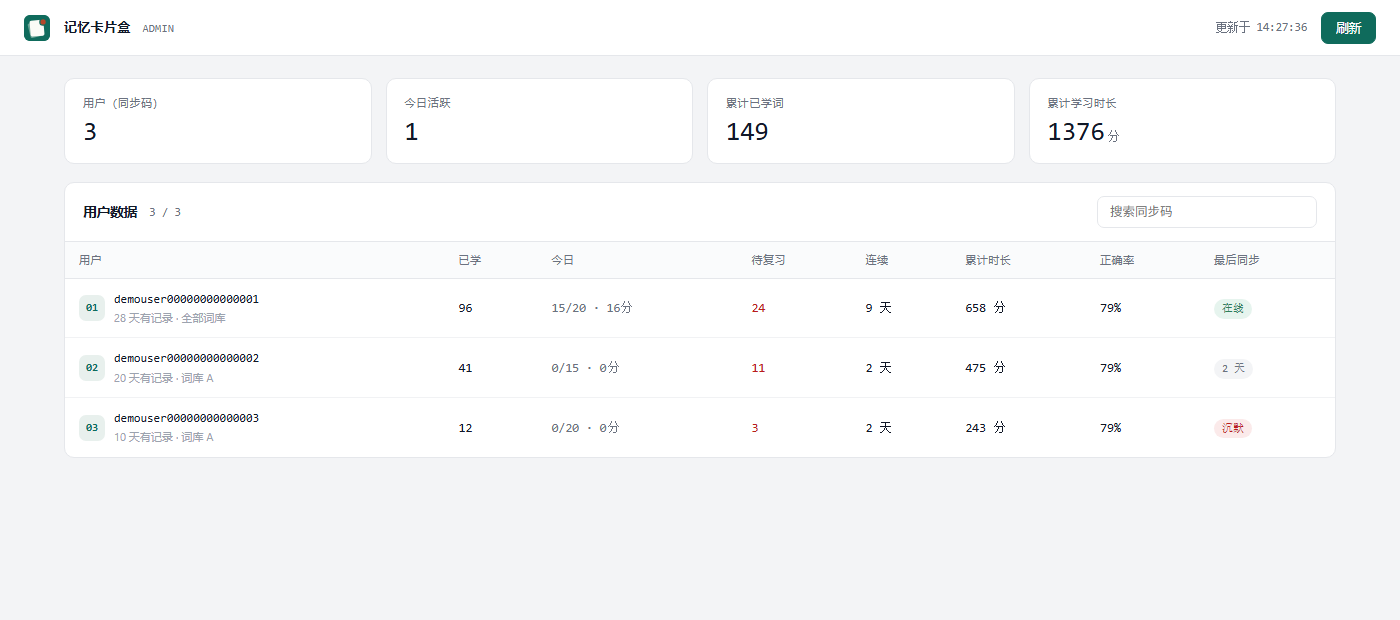 记忆卡片盒 ADMIN 更新于 14:27:36 刷新
用户（同步码） 今日活跃 累计已学词 累计学习时长
3 1 149 1376 分
用户数据 3 / 3 搜索同步码
用户 已学 今日 待复习 连续 累计时长 正确率 最后同步
01 demouser00000000000001 96 15/20 · 16分 24 9 天 658 分 79% 在线
28 天有记录 · 全部词库
02 demouser00000000000002 41 0/15 · 0分 11 2 天 475 分 79% 2 天
20 天有记录 · 词库 A
03 demouser00000000000003 12 0/20 · 0分 3 2 天 243 分 79% 沉默
10 天有记录 · 词库 A